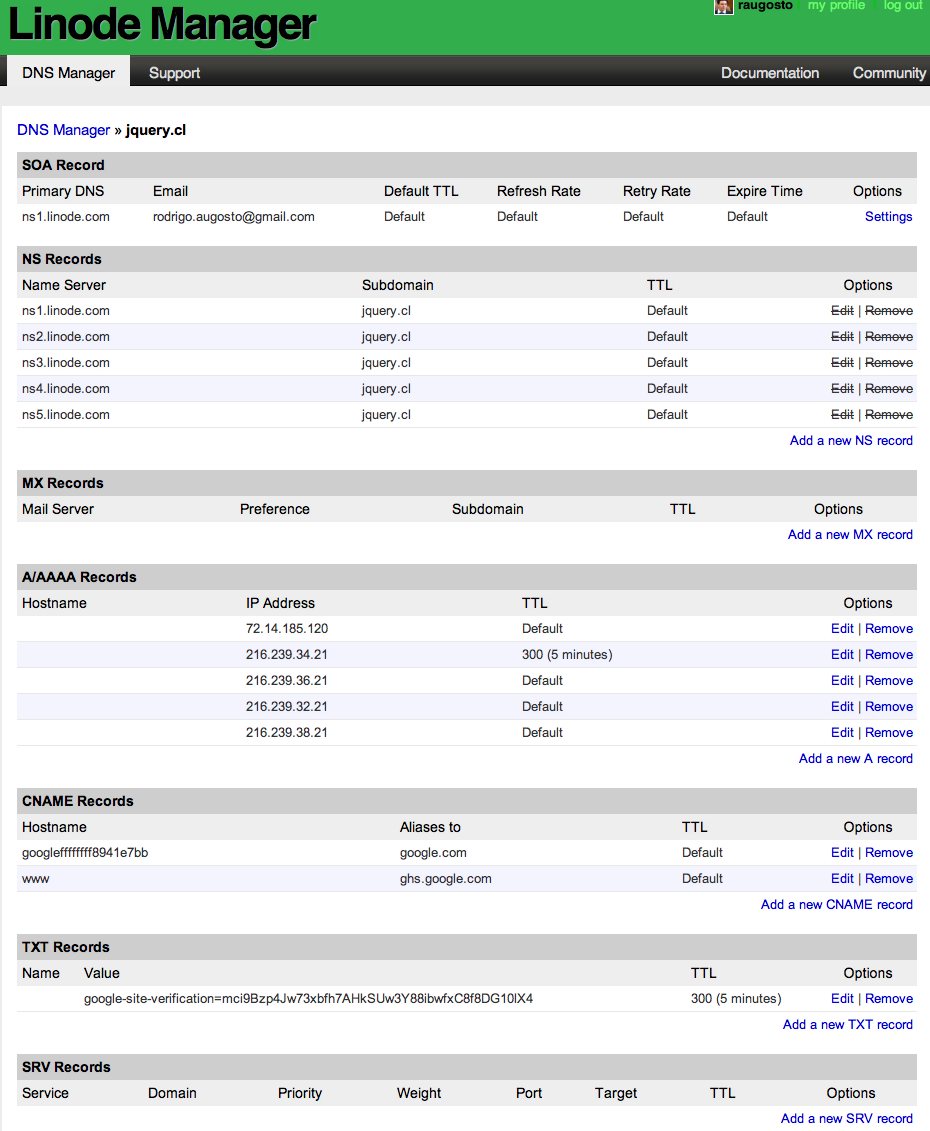 Linode Manager
raugosto | my profile | log out
DNS Manager Support Documentation Community
DNS Manager » jquery.cl
SOA Record
Primary DNS Email Default TTL Refresh Rate Retry Rate Expire Time Options
ns1.linode.com rodrigo.augosto@gmail.com Default Default Default Default Settings
NS Records
Name Server Subdomain TTL Options
ns1.linode.com jquery.cl Default Edit | Remove
ns2.linode.com jquery.cl Default Edit | Remove
ns3.linode.com jquery.cl Default Edit | Remove
ns4.linode.com jquery.cl Default Edit | Remove
ns5.linode.com jquery.cl Default Edit | Remove
Add a new NS record
MX Records
Mail Server Preference Subdomain TTL Options
Add a new MX record
A/AAAA Records
Hostname IP Address TTL Options
72.14.185.120 Default Edit | Remove
216.239.34.21 300 (5 minutes) Edit | Remove
216.239.36.21 Default Edit | Remove
216.239.32.21 Default Edit | Remove
216.239.38.21 Default Edit | Remove
Add a new A record
CNAME Records
Hostname Aliases to TTL Options
googleffffffff8941e7bb google.com Default Edit | Remove
www ghs.google.com Default Edit | Remove
Add a new CNAME record
TXT Records
Name Value TTL Options
google-site-verification=mci9Bzp4Jw73xbfh7AHkSUw3Y88ibwfxC8f8DG10lX4 300 (5 minutes) Edit | Remove
Add a new TXT record
SRV Records
Service Domain Priority Weight Port Target TTL Options
Add a new SRV record